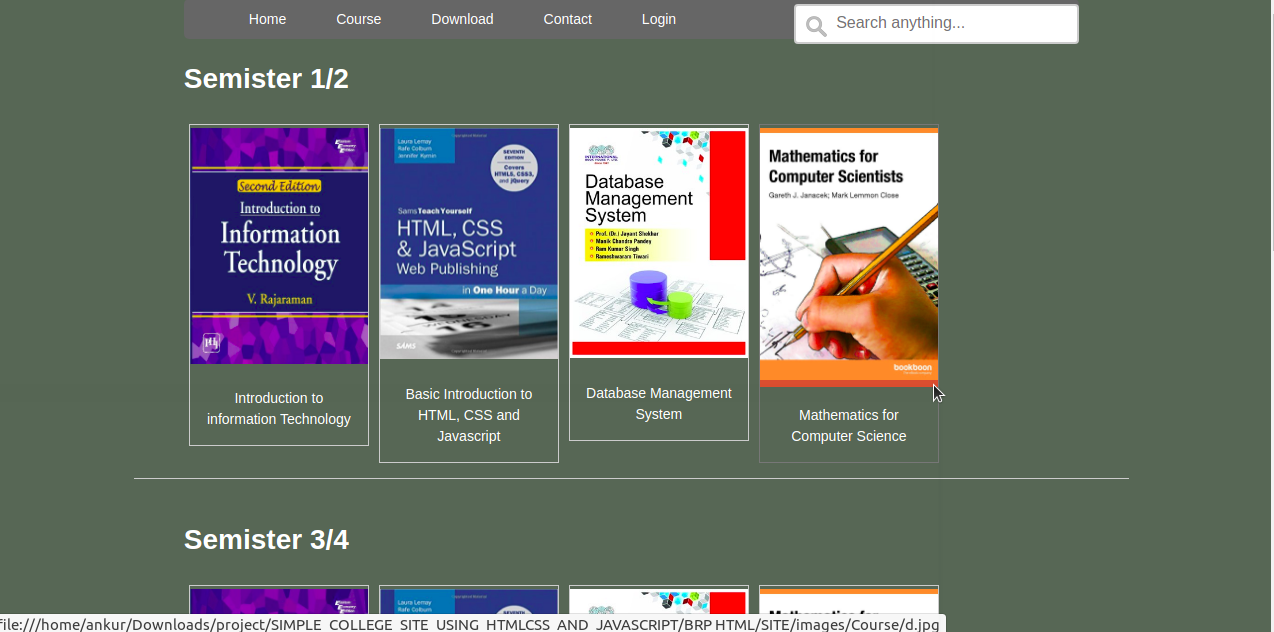 Home Course Download Contact Login
Search anything...
Semister 1/2
Second Edition
Introduction to
Information
Technology
V. Rajaraman
Introduction to
information Technology
Laura Lemay
Rafe Colburn
Jennifer Kyrnin
SEVENTH
EDITION
Covers
HTML5, CSS3,
and jQuery
Sams Teach Yourself
HTML, CSS
& JavaScript
Web Publishing
in One Hour a Day
SAMS
Basic Introduction to
HTML, CSS and
Javascript
INTERNATIONAL
Database
Management
System
Prof. (Dr.) Jayant Shekhar
Manik Chandra Pandey
Ram Kumar Singh
Rameshwaram Tiwari
Database Management
System
Mathematics for
Computer Scientists
Gareth J. Janacek; Mark Lemmon Close
bookboon
Mathematics for
Computer Science
Semister 3/4
Laura Lemay
Rafe Colburn
SEVENTH
file:///home/ankur/Downloads/project/SIMPLE_COLLEGE_SITE_USING_HTMLCSS_AND_JAVASCRIPT/BRP HTML/SITE/images/Course/d.jpg